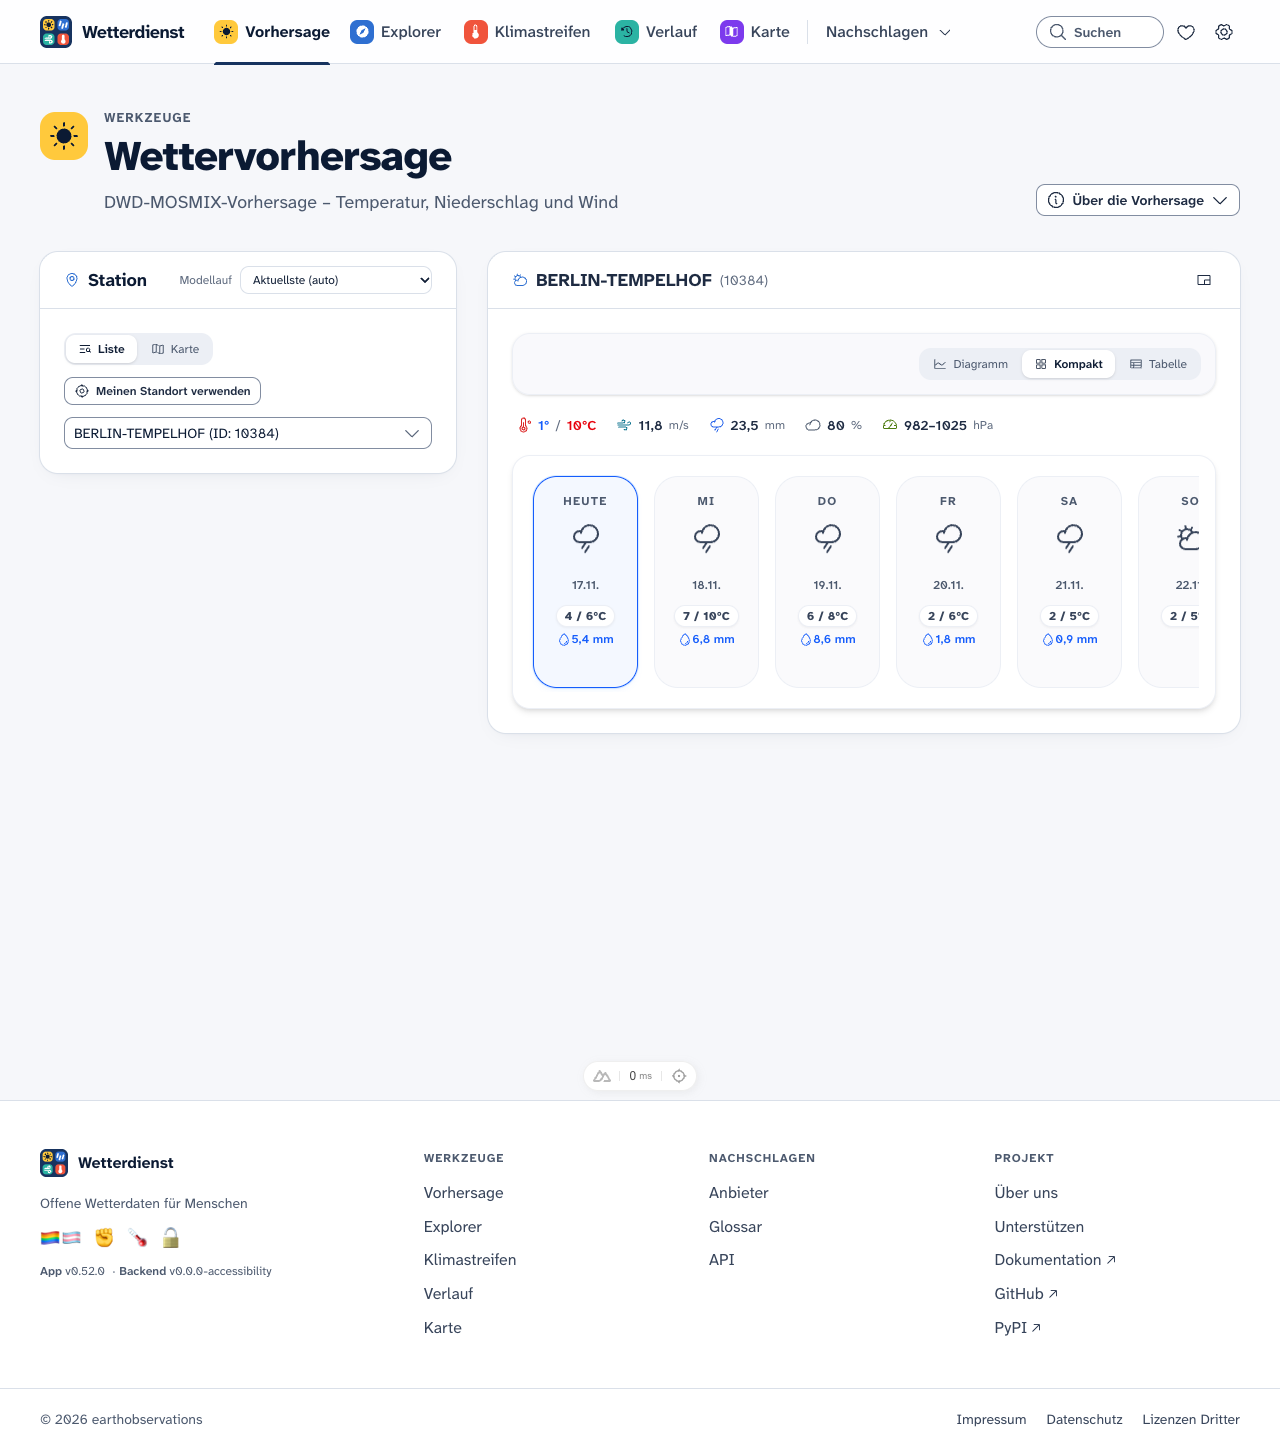 Wetterdienst
Vorhersage
Explorer
Klimastreifen
Verlauf
Karte
Nachschlagen
Suchen
WERKZEUGE
Wettervorhersage
DWD-MOSMIX-Vorhersage – Temperatur, Niederschlag und Wind
Über die Vorhersage
Station
Modellauf
Aktuellste (auto)
Liste
Karte
Meinen Standort verwenden
BERLIN-TEMPELHOF (ID: 10384)
BERLIN-TEMPELHOF (10384)
Diagramm
Kompakt
Tabelle
1° / 10°C
11,8 m/s
23,5 mm
80 %
982–1025 hPa
HEUTE
17.11.
4 / 6°C
5,4 mm
MI
18.11.
7 / 10°C
6,8 mm
DO
19.11.
6 / 8°C
8,6 mm
FR
20.11.
2 / 6°C
1,8 mm
SA
21.11.
2 / 5°C
0,9 mm
SO
22.1
2 / 5
0 ms
Wetterdienst
Offene Wetterdaten für Menschen
App v0.52.0 · Backend v0.0.0-accessibility
WERKZEUGE
Vorhersage
Explorer
Klimastreifen
Verlauf
Karte
NACHSCHLAGEN
Anbieter
Glossar
API
PROJEKT
Über uns
Unterstützen
Dokumentation ↗
GitHub ↗
PyPI ↗
© 2026 earthobservations
Impressum
Datenschutz
Lizenzen Dritter